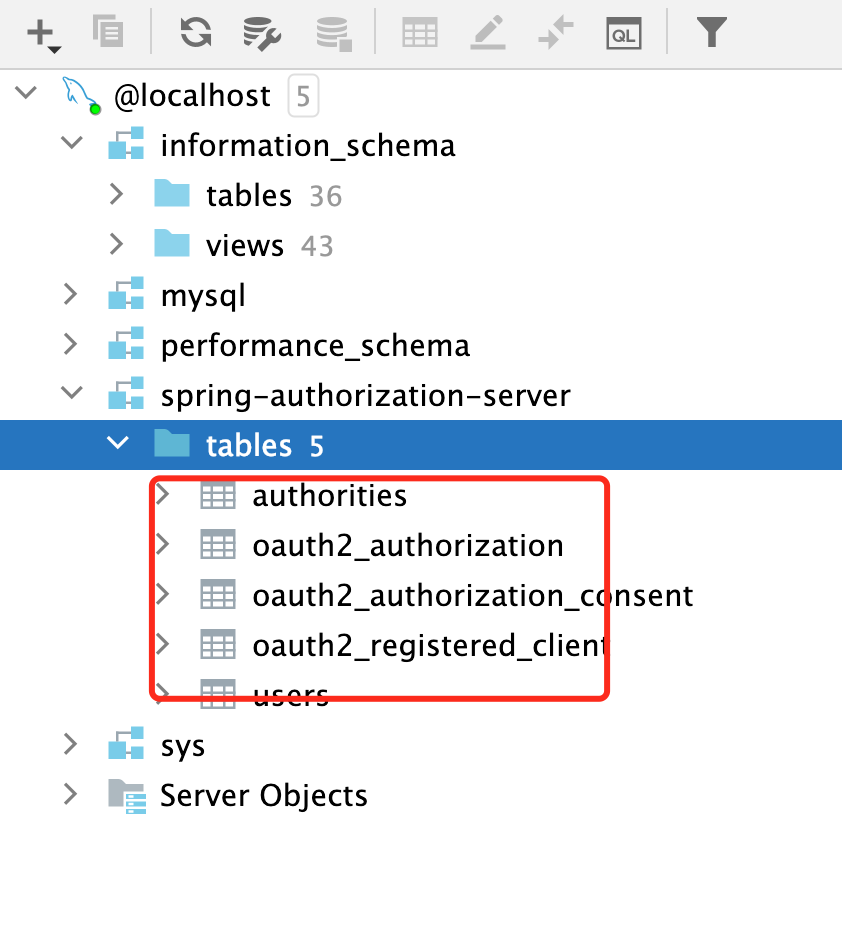 QL
@localhost 5
information_schema
tables 36
views 43
mysql
performance_schema
spring-authorization-server
tables 5
authorities
oauth2_authorization
oauth2_authorization_consent
oauth2_registered_client
users
sys
Server Objects